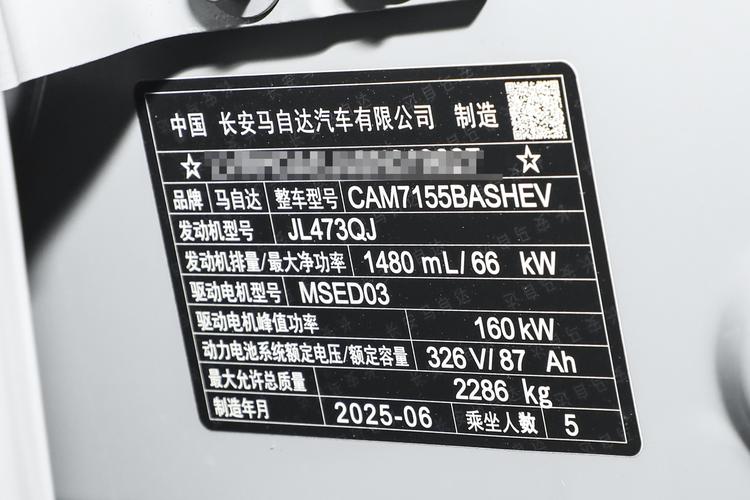 中国 长安马自达汽车有限公司 制造
品牌 马自达 整车型号 CAM7155BASHEV
发动机型号 JL473QJ
发动机排量/最大净功率 1480 mL/ 66 kW
驱动电机型号 MSED03
驱动电机峰值功率 160 kW
动力电池系统额定电压/额定容量 326 V/ 87 Ah
最大允许总质量 2286 kg
制造年月 2025-06 乘坐人数 5